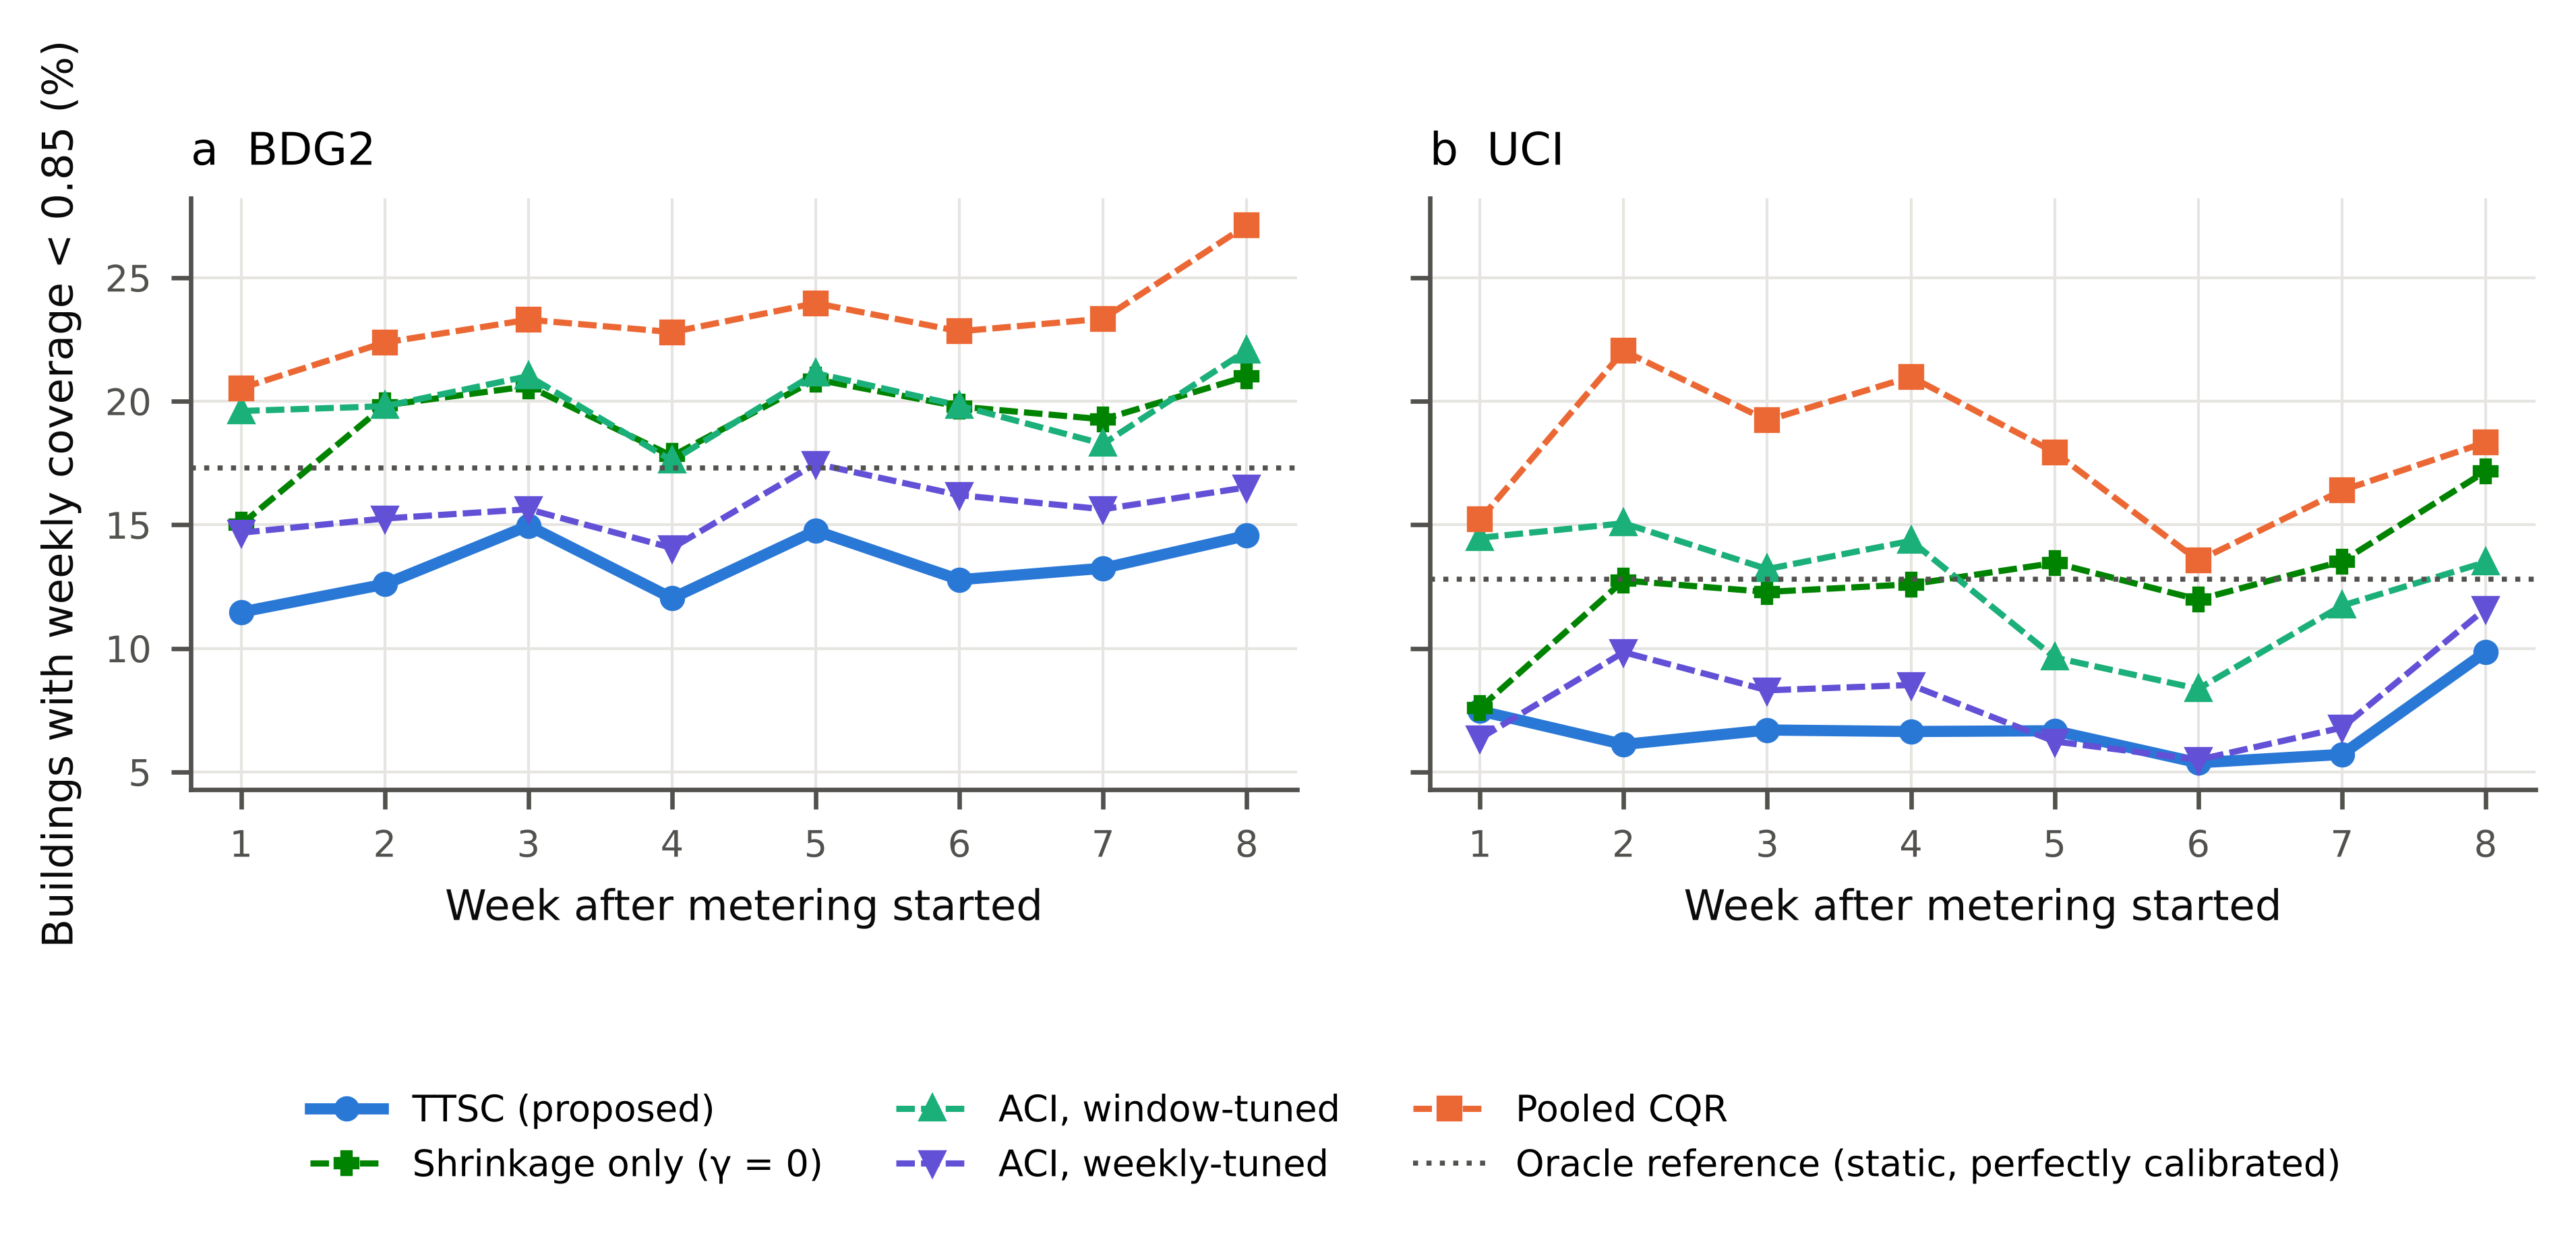 Buildings with weekly coverage < 0.85 (%)
a BDG2
25
20
15
10
5
1 2 3 4 5 6 7 8
Week after metering started
b UCI
1 2 3 4 5 6 7 8
Week after metering started
TTSC (proposed)
Shrinkage only (γ = 0)
ACI, window-tuned
ACI, weekly-tuned
Pooled CQR
Oracle reference (static, perfectly calibrated)